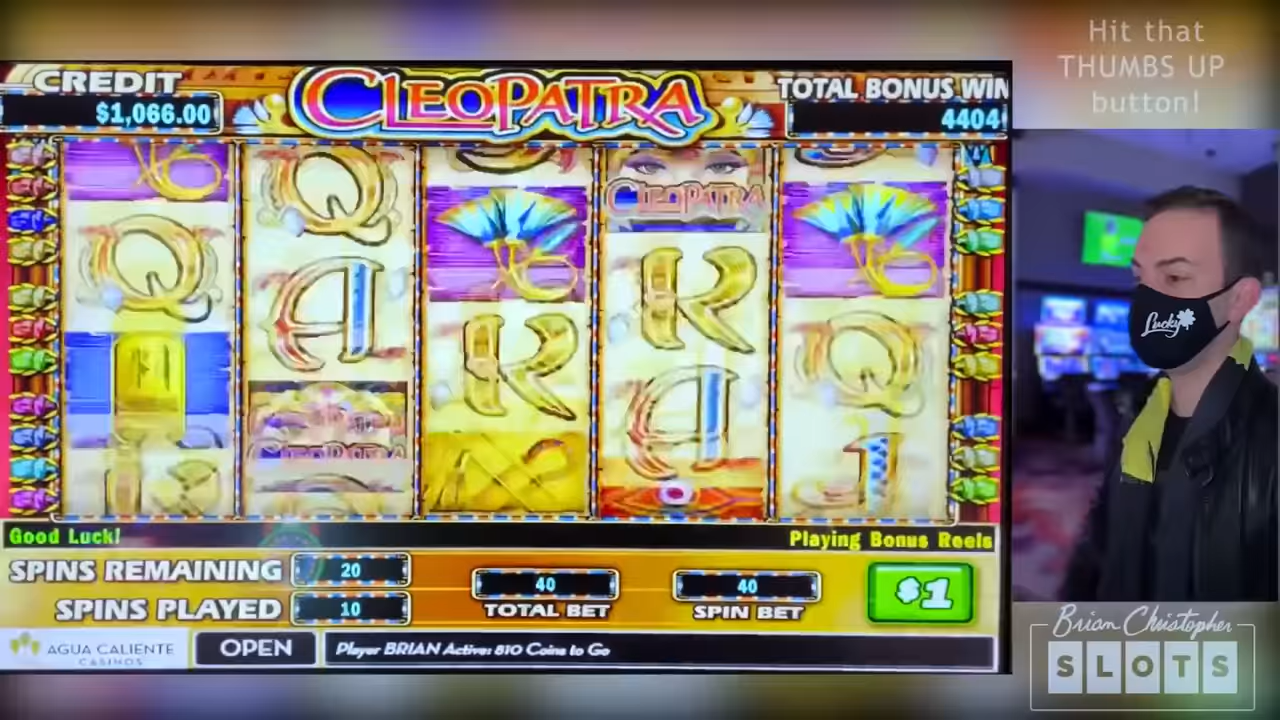 Hit that
THUMBS UP
button!
CREDIT
$1,066.00
CLEOPATRA
TOTAL BONUS WIN
4404
Q
Q
A
CLEOPATRA
K
CLEOPATRA
K
A
Q
J
Lucky
Good Luck!
Playing Bonus Reels
SPINS REMAINING
20
SPINS PLAYED
10
40
TOTAL BET
40
SPIN BET
$1
AGUA CALIENTE
CASINOS
OPEN
Player BRIAN Active: 810 Coins to Go
Brian Christopher
SLOTS